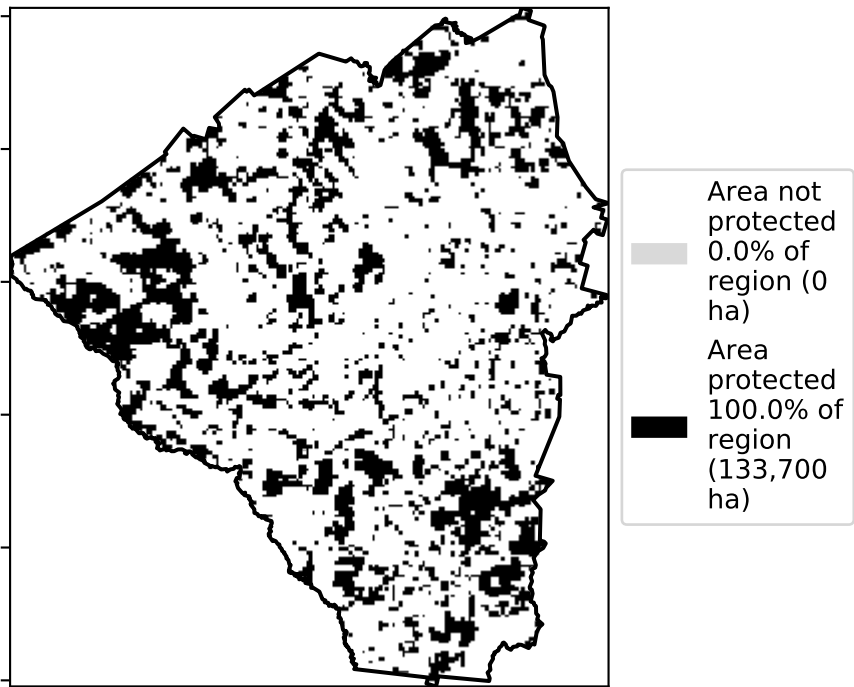 Area not
protected
0.0% of
region (0
ha)
Area
protected
100.0% of
region
(133,700
ha)